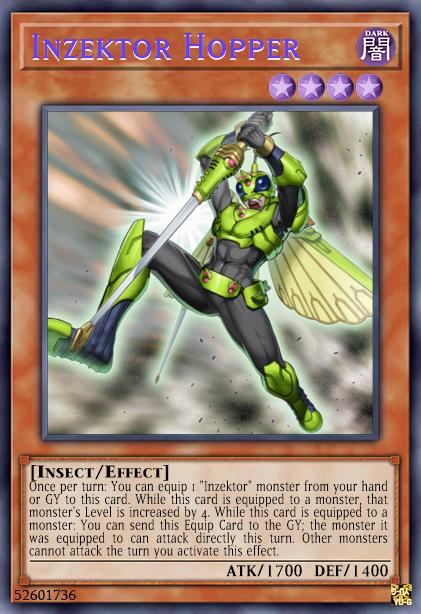 Inzektor Hopper
DARK
闇
[Insect/Effect]
Once per turn: You can equip 1 "Inzektor" monster from your hand
or GY to this card. While this card is equipped to a monster, that
monster's Level is increased by 4. While this card is equipped to a
monster: You can send this Equip Card to the GY; the monster it
was equipped to can attack directly this turn. Other monsters
cannot attack the turn you activate this effect.
ATK/1700 DEF/1400
52601736